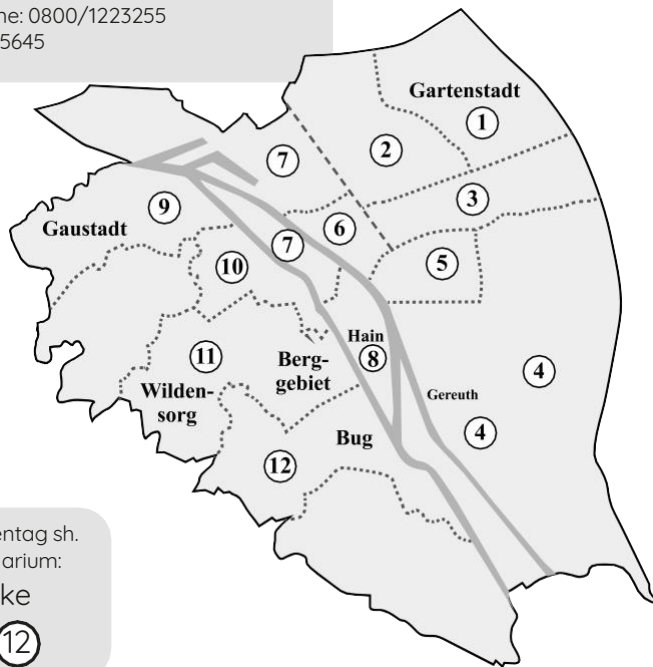 ne: 0800/1223255
5645
Gartenstadt
1
2
7
3
9
6
Gaustadt
7
5
10
Hain
8
11
Berg-
gebiet
4
Wilden-
sorg
Gereuth
4
Bug
12
entag sh.
arium:
ke
12